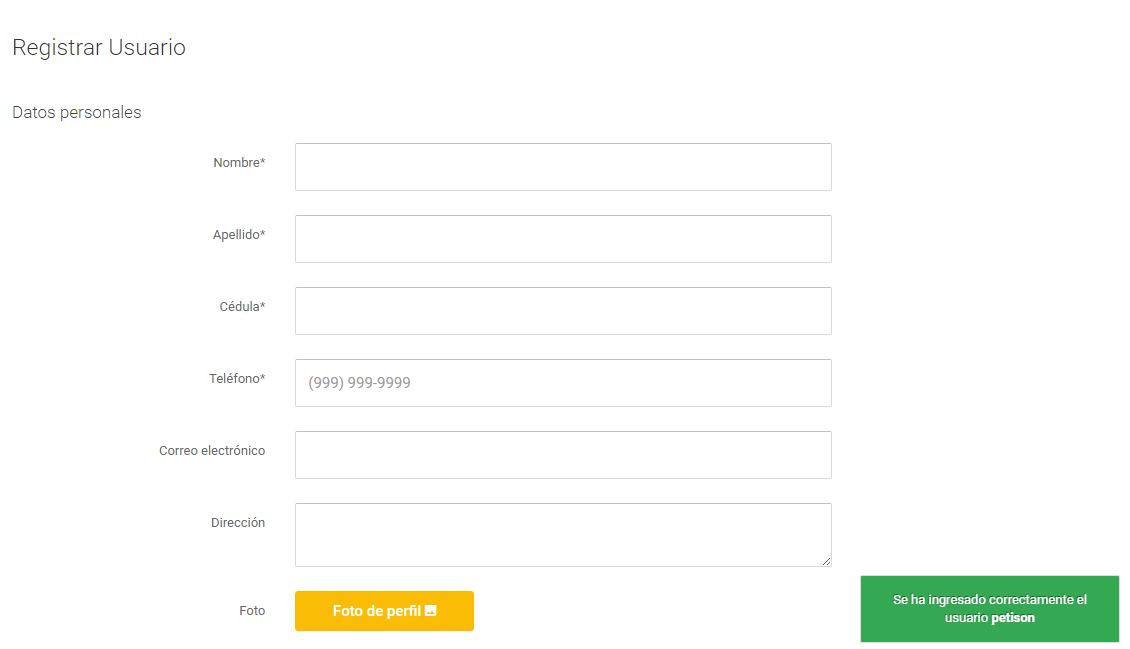 Registrar Usuario
Datos personales
Nombre*
Apellido*
Cédula*
Teléfono*
(999) 999-9999
Correo electrónico
Dirección
Foto
Foto de perfil
Se ha ingresado correctamente el
usuario petison